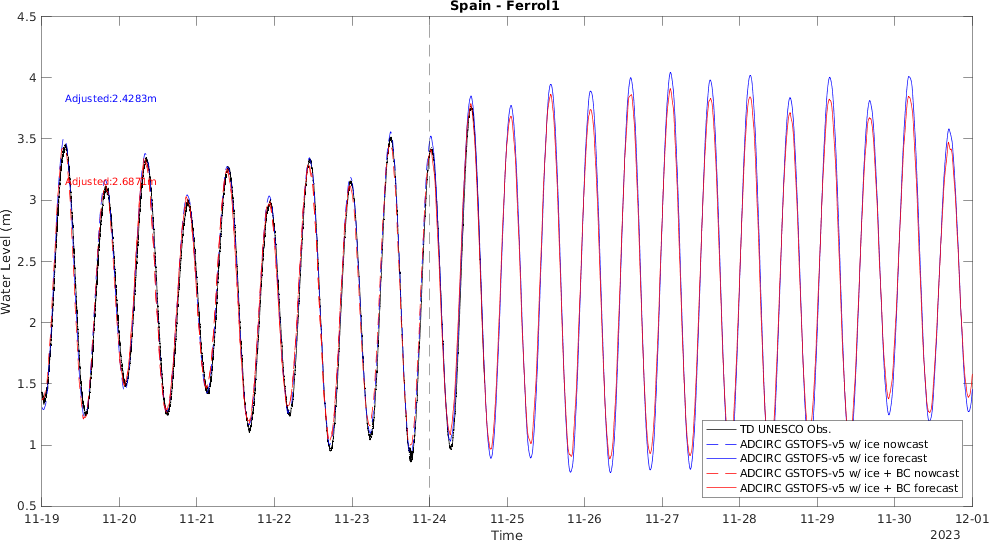 Spain - Ferrol1
4.5
4
3.5
3
2.5
2
1.5
1
0.5
Water Level (m)
Adjusted:2.4283m
Adjusted:2.6871m
TD UNESCO Obs.
ADCIRC GSTOFS-v5 w/ ice nowcast
ADCIRC GSTOFS-v5 w/ ice forecast
ADCIRC GSTOFS-v5 w/ ice + BC nowcast
ADCIRC GSTOFS-v5 w/ ice + BC forecast
11-19 11-20 11-21 11-22 11-23 11-24 11-25 11-26 11-27 11-28 11-29 11-30 12-01
Time
2023